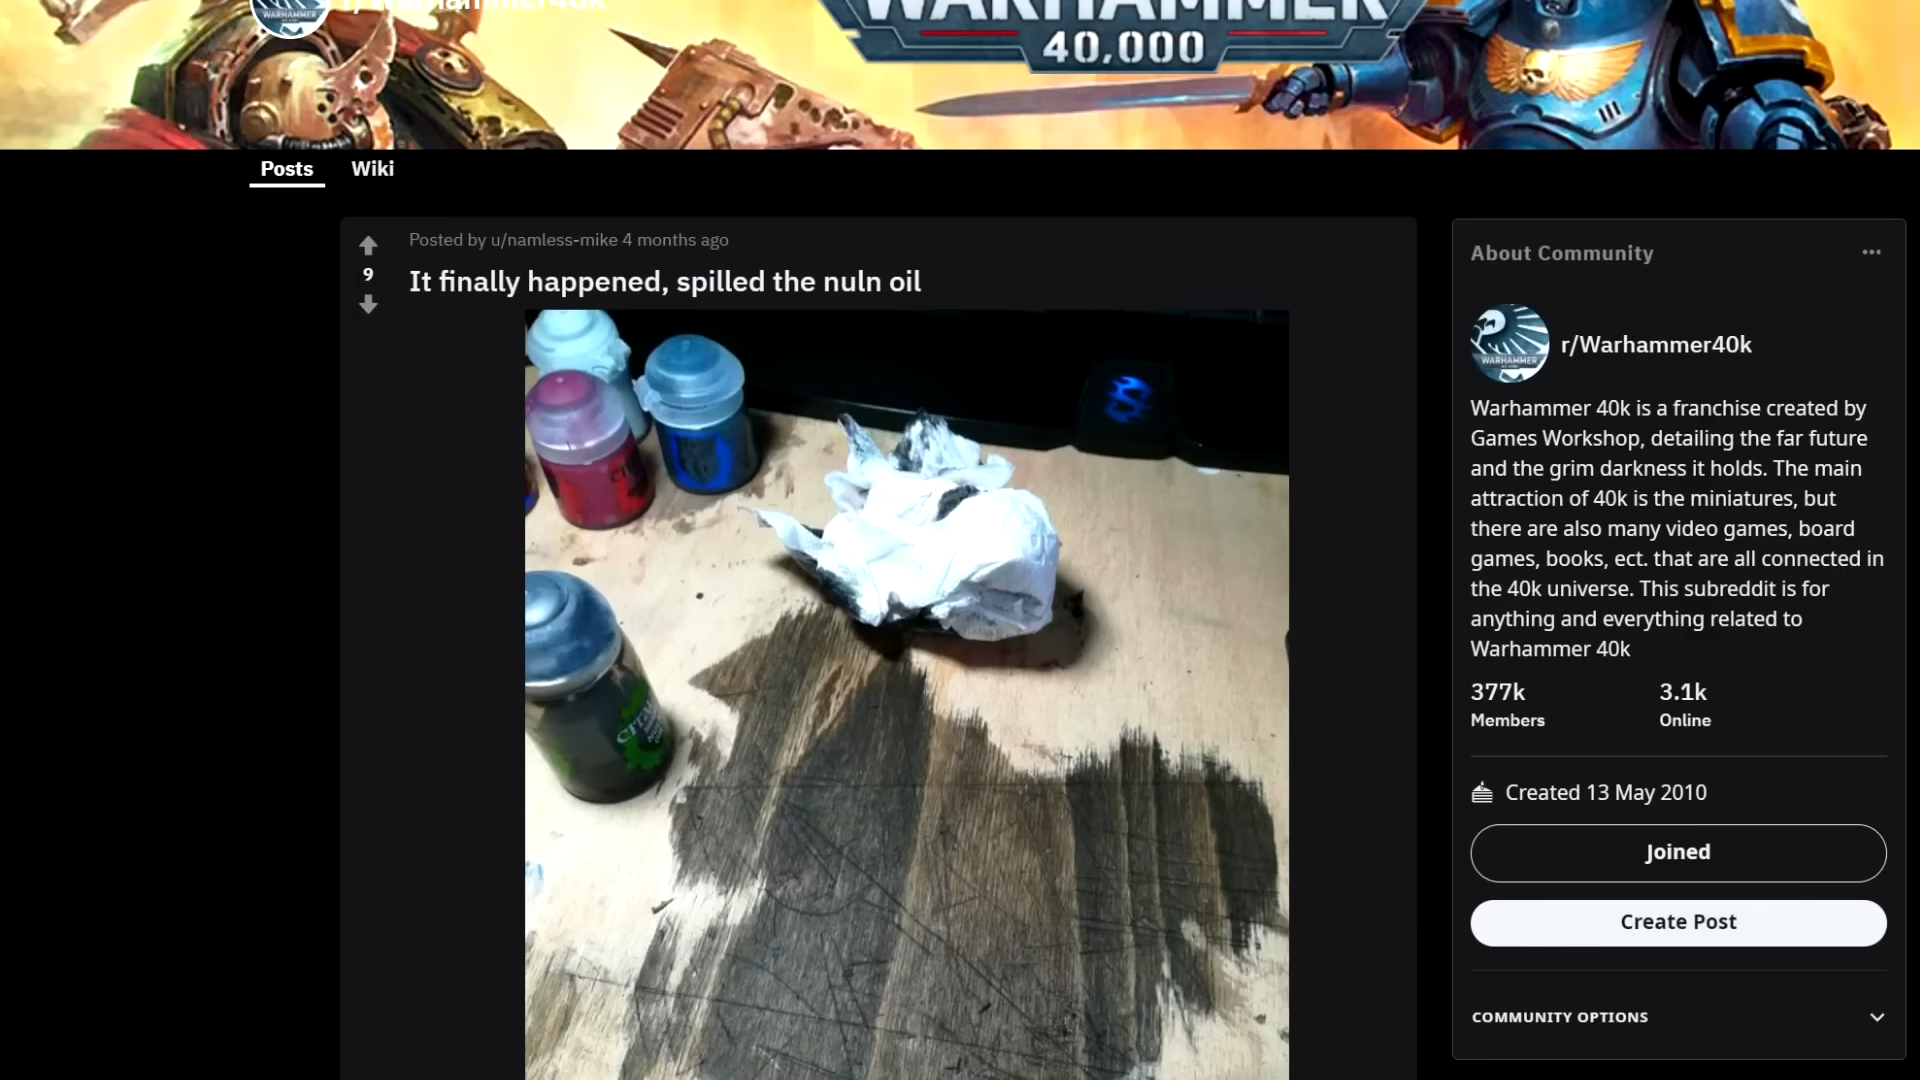 r/Warhammer40k
WARHAMMER
40,000
WARHAMMER
Posts
Wiki
Posted by u/namless-mike 4 months ago
9
It finally happened, spilled the nuln oil
About Community
WARHAMMER
r/Warhammer40k
Warhammer 40k is a franchise created by
Games Workshop, detailing the far future
and the grim darkness it holds. The main
attraction of 40k is the miniatures, but
there are also many video games, board
games, books, ect. that are all connected in
the 40k universe. This subreddit is for
anything and everything related to
Warhammer 40k
377k
3.1k
Members
Online
Created 13 May 2010
Joined
Create Post
COMMUNITY OPTIONS